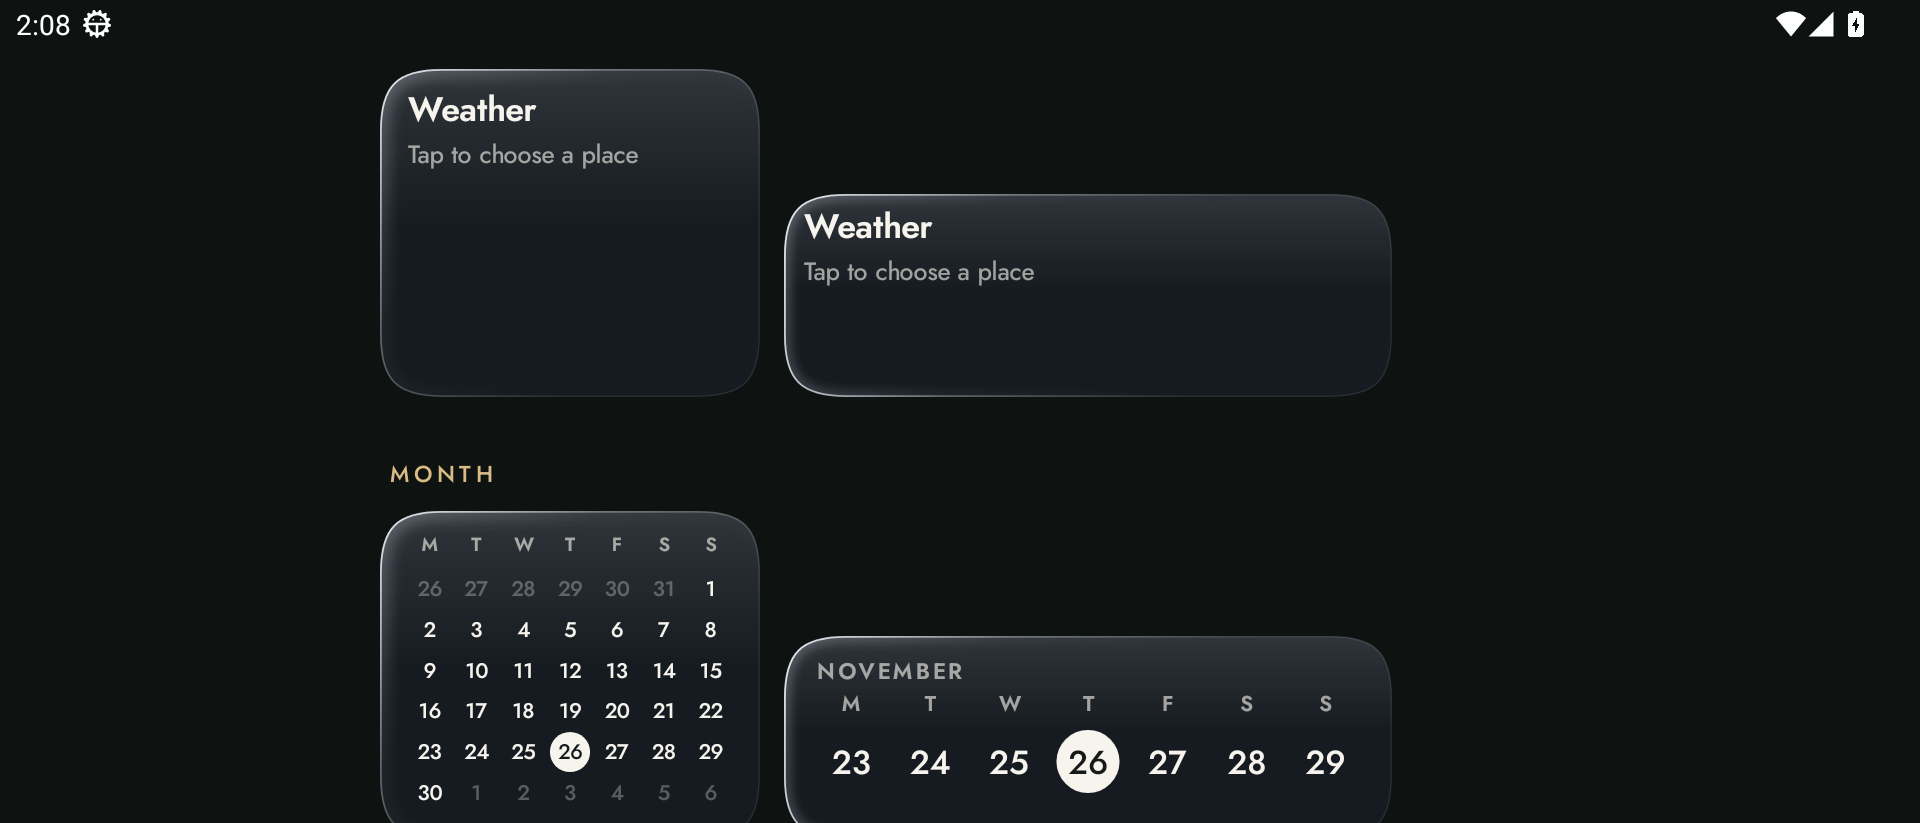 2:08
Weather
Tap to choose a place
Weather
Tap to choose a place
MONTH
M T W T F S S
26 27 28 29 30 31 1
2 3 4 5 6 7 8
9 10 11 12 13 14 15
16 17 18 19 20 21 22
23 24 25 26 27 28 29
30 1 2 3 4 5 6
NOVEMBER
M T W T F S S
23 24 25 26 27 28 29